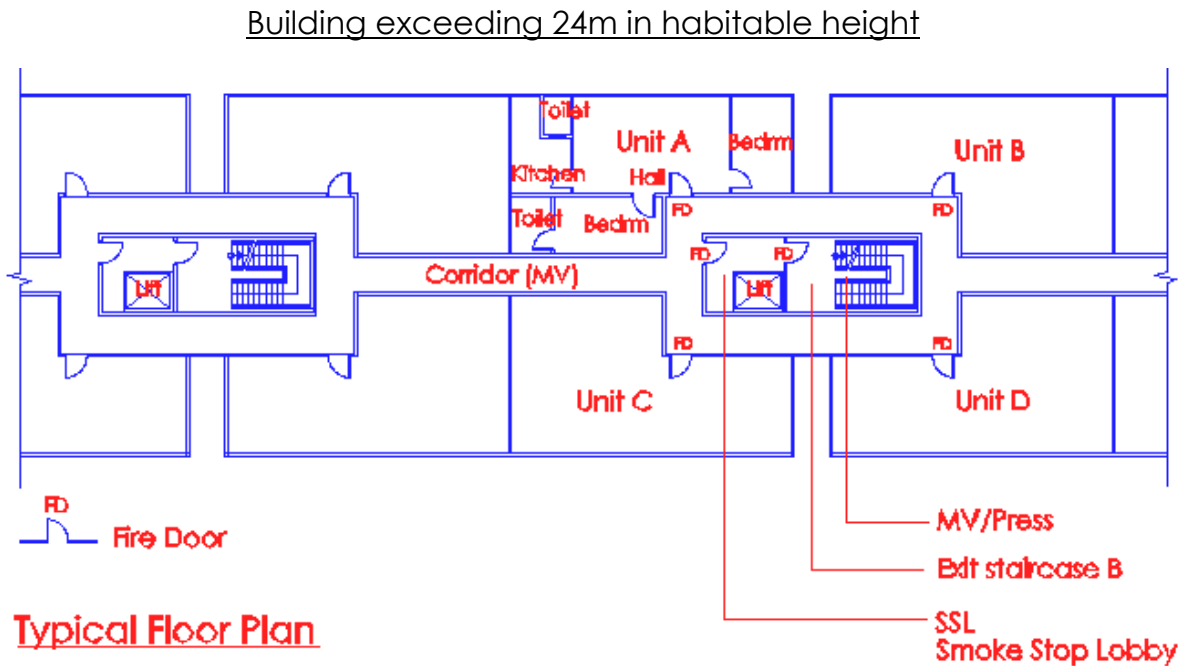 Building exceeding 24m in habitable height
Toilet
Unit A
Bedrm
Unit B
Kitchen
Hall
Toilet
Bedrm
FD
FD
FD
FD
Corridor (MV)
Lift
Lift
FD
FD
Unit C
Unit D
FD
Fire Door
MV/Press
Exit staircase B
SSL
Smoke Stop Lobby
Typical Floor Plan